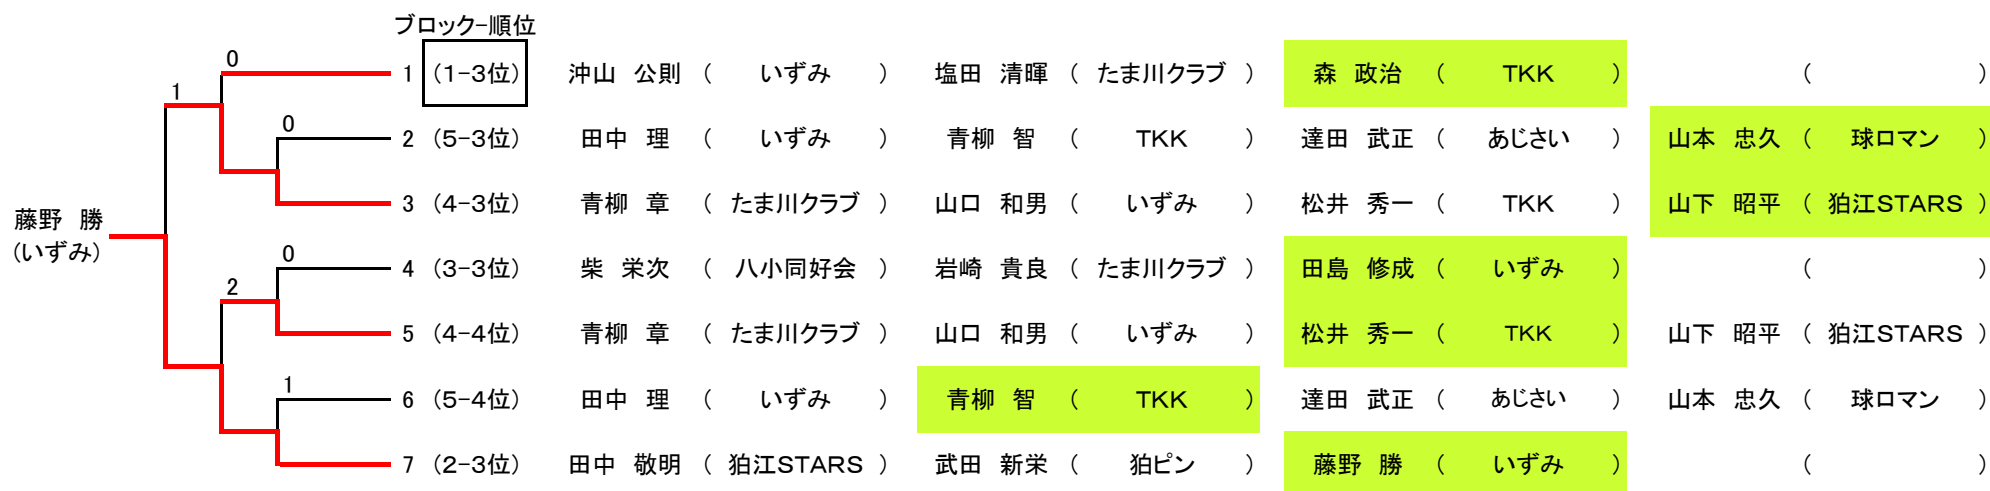 ブロック-順位
0
1 (1-3位) 沖山 公則 ( いずみ ) 塩田 清暉 ( たま川クラブ ) 森 政治 ( TKK ) ( )
1
0
2 (5-3位) 田中 理 ( いずみ ) 青柳 智 ( TKK ) 達田 武正 ( あじさい ) 山本 忠久 ( 球ロマン )
3 (4-3位) 青柳 章 ( たま川クラブ ) 山口 和男 ( いずみ ) 松井 秀一 ( TKK ) 山下 昭平 ( 狛江STARS )
藤野 勝
(いずみ)
0
4 (3-3位) 柴 栄次 ( 八小同好会 ) 岩崎 貴良 ( たま川クラブ ) 田島 修成 ( いずみ ) ( )
2
5 (4-4位) 青柳 章 ( たま川クラブ ) 山口 和男 ( いずみ ) 松井 秀一 ( TKK ) 山下 昭平 ( 狛江STARS )
1
6 (5-4位) 田中 理 ( いずみ ) 青柳 智 ( TKK ) 達田 武正 ( あじさい ) 山本 忠久 ( 球ロマン )
7 (2-3位) 田中 敬明 ( 狛江STARS ) 武田 新栄 ( 狛ピン ) 藤野 勝 ( いずみ ) ( )